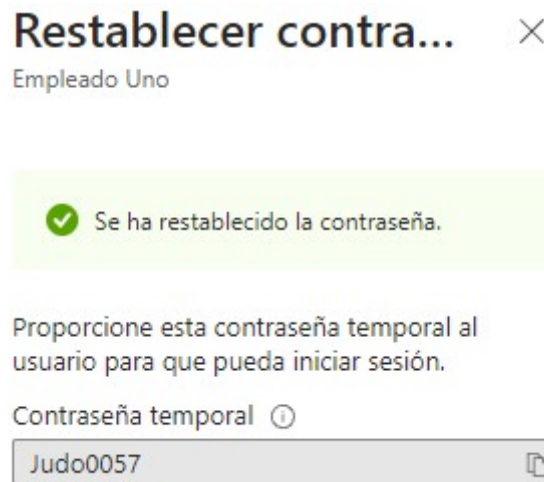 Restablecer contra...
Empleado Uno
Se ha restablecido la contraseña.
Proporcione esta contraseña temporal al
usuario para que pueda iniciar sesión.
Contraseña temporal
Judo0057